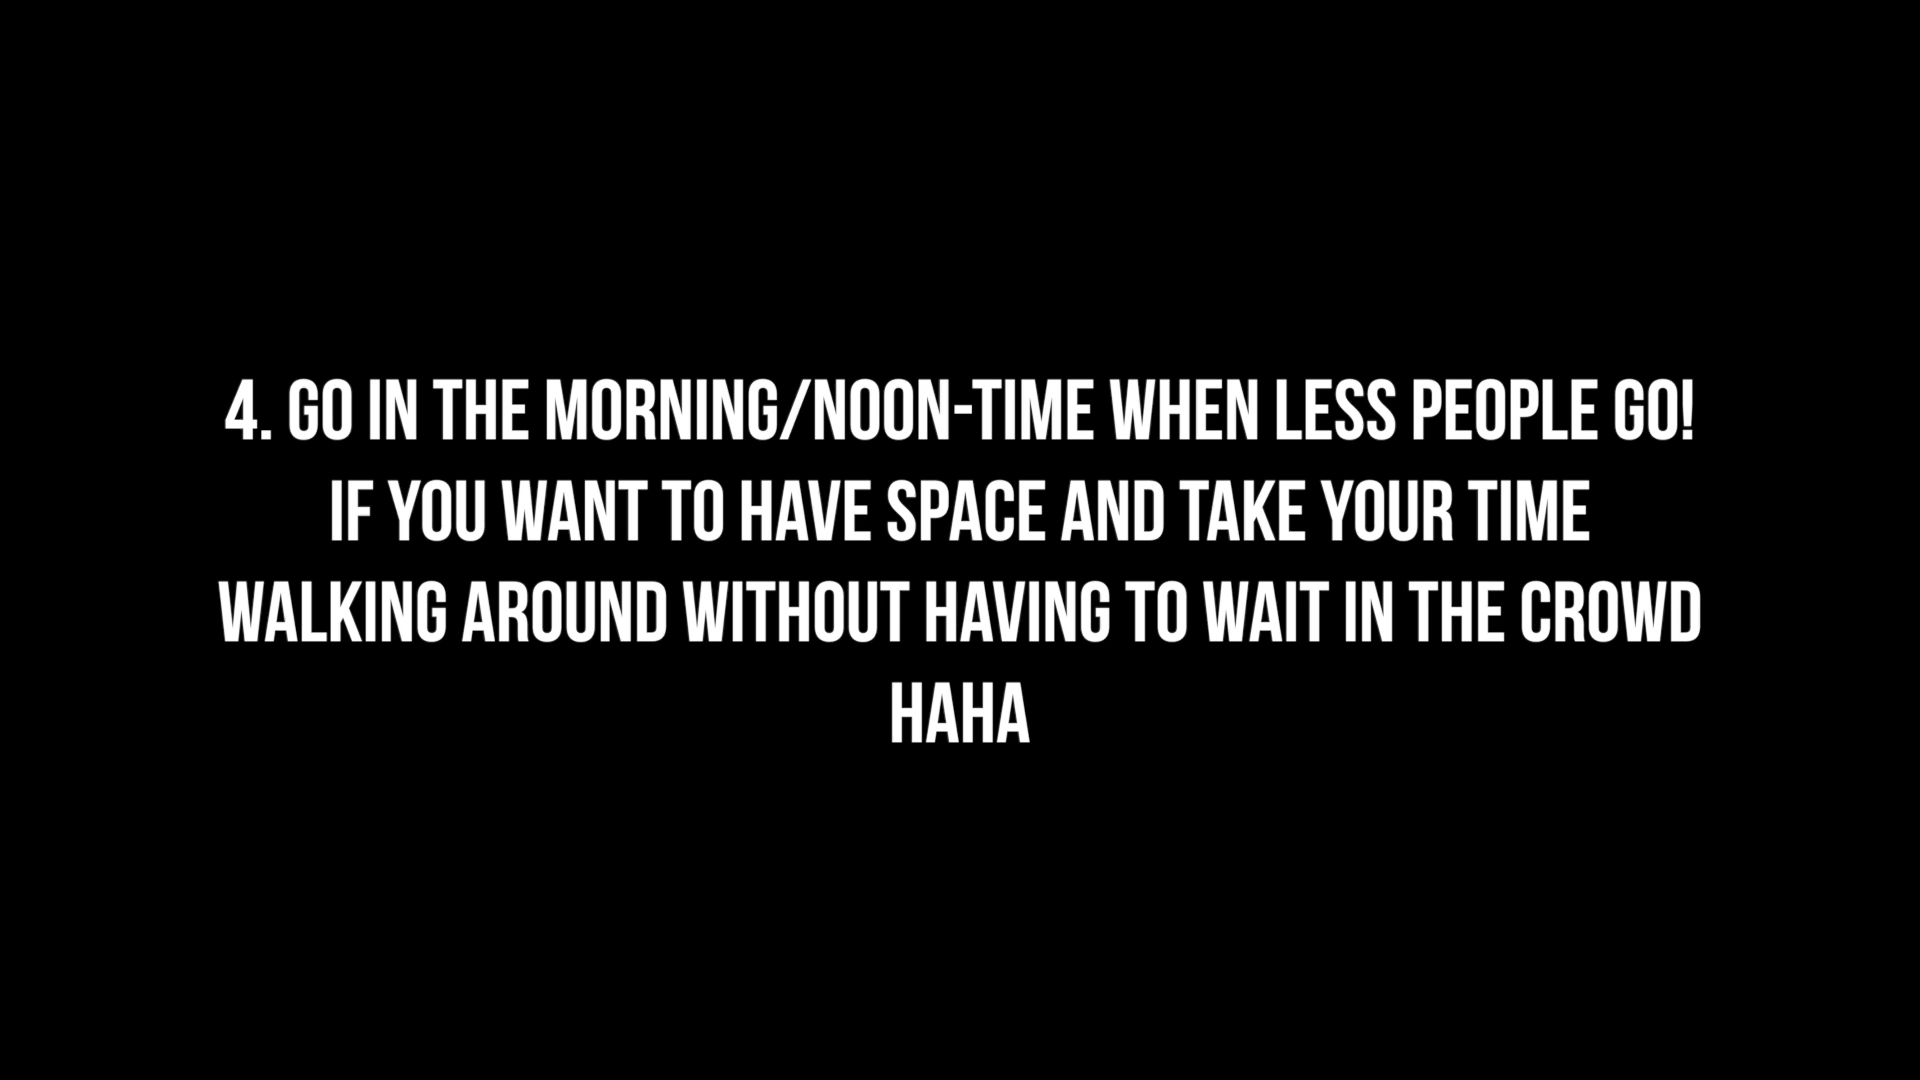 4. GO IN THE MORNING/NOON-TIME WHEN LESS PEOPLE GO!
IF YOU WANT TO HAVE SPACE AND TAKE YOUR TIME
WALKING AROUND WITHOUT HAVING TO WAIT IN THE CROWD
HAHA